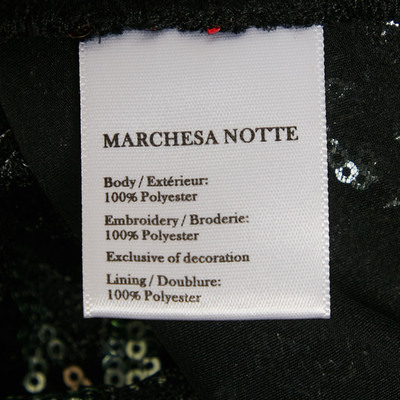 MARCHESA NOTTE
Body / Extérieur:
100% Polyester
Embroidery / Broderie:
100% Polyester
Exclusive of decoration
Lining / Doublure:
100% Polyester